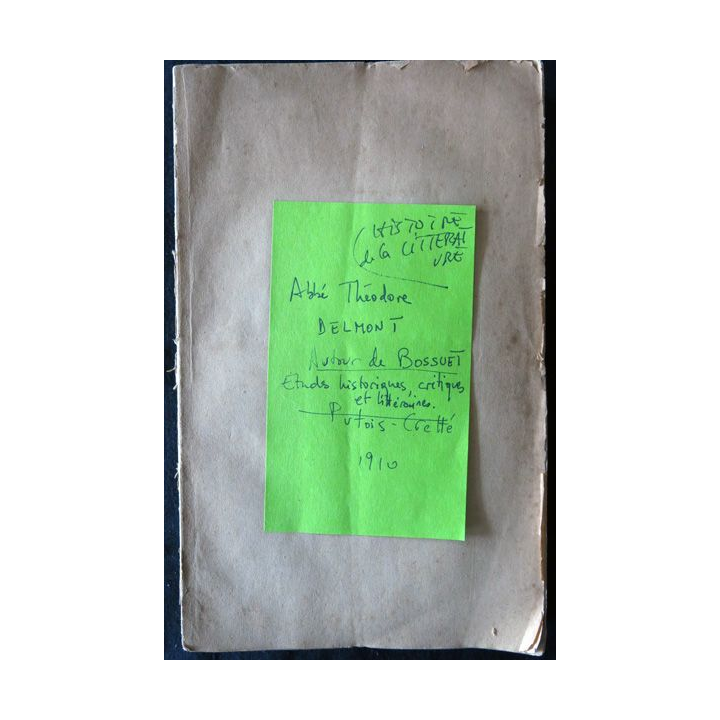 (HISTOIRE
de la LITTERAT
URE
Abbé Théodore
DELMONT
Autour de BOSSUET
Etudes historiques, critiques
et littéraires.
Putois-Cretté
1910